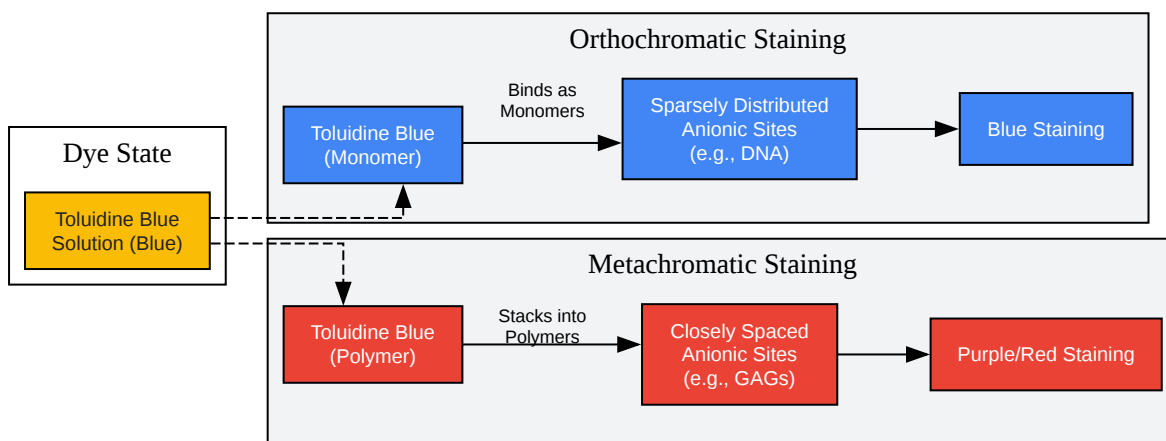 Orthochromatic Staining
Binds as
Monomers
Toluidine Blue
(Monomer)
Sparsely Distributed
Anionic Sites
(e.g., DNA)
Blue Staining
Dye State
Toluidine Blue
Solution (Blue)
Metachromatic Staining
Stacks into
Polymers
Toluidine Blue
(Polymer)
Closely Spaced
Anionic Sites
(e.g., GAGs)
Purple/Red Staining